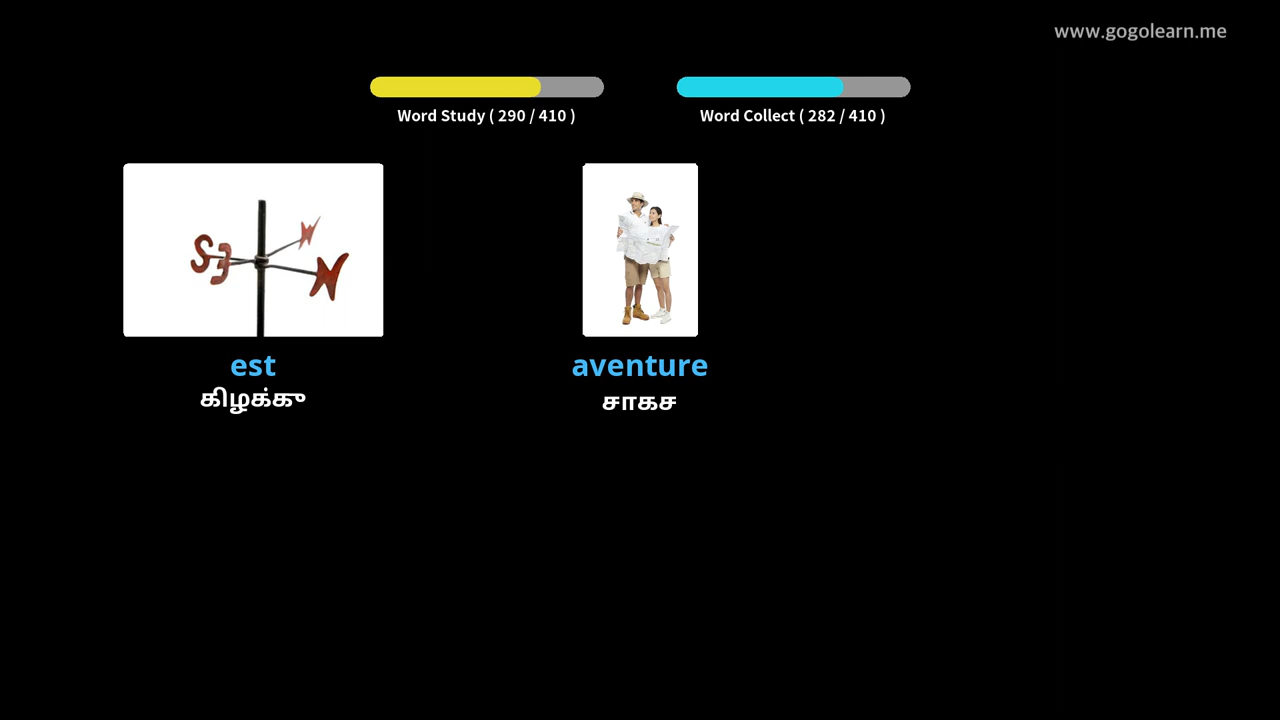 www.gogolearn.me
Word Study ( 290 / 410 )
Word Collect ( 282 / 410 )
S E N W
est
கிழக்கு
aventure
சாகச